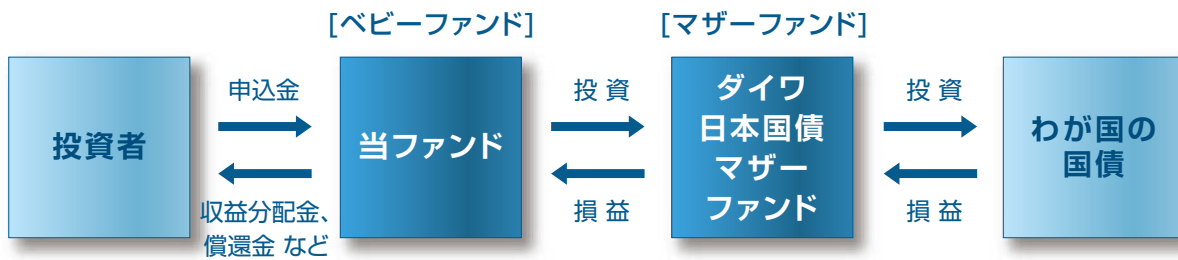 [ベビーファンド]
[マザーファンド]
投資者
申込金
収益分配金、
償還金 など
当ファンド
投 資
損 益
ダイワ
日本国債
マザー
ファンド
投 資
損 益
わが国の
国債